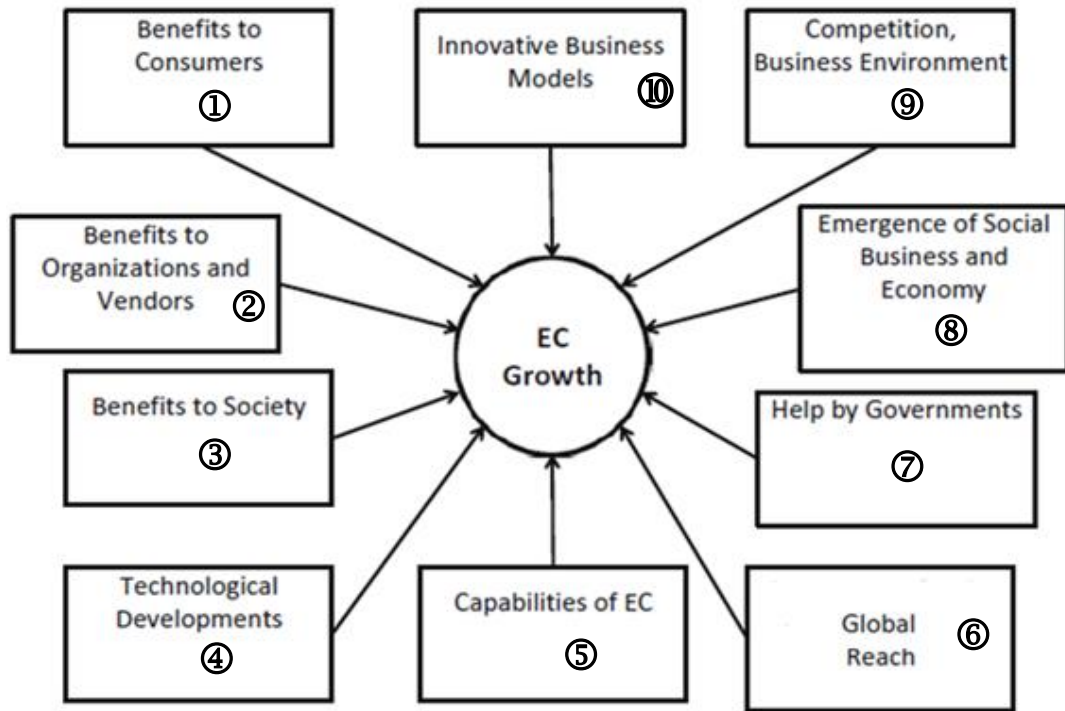 Benefits to
Consumers
①
Innovative Business
Models
⑩
Competition,
Business Environment
⑨
Benefits to
Organizations and
Vendors
②
EC
Growth
Emergence of Social
Business and
Economy
⑧
Benefits to Society
③
Help by Governments
⑦
Technological
Developments
④
Capabilities of EC
⑤
Global
Reach
⑥